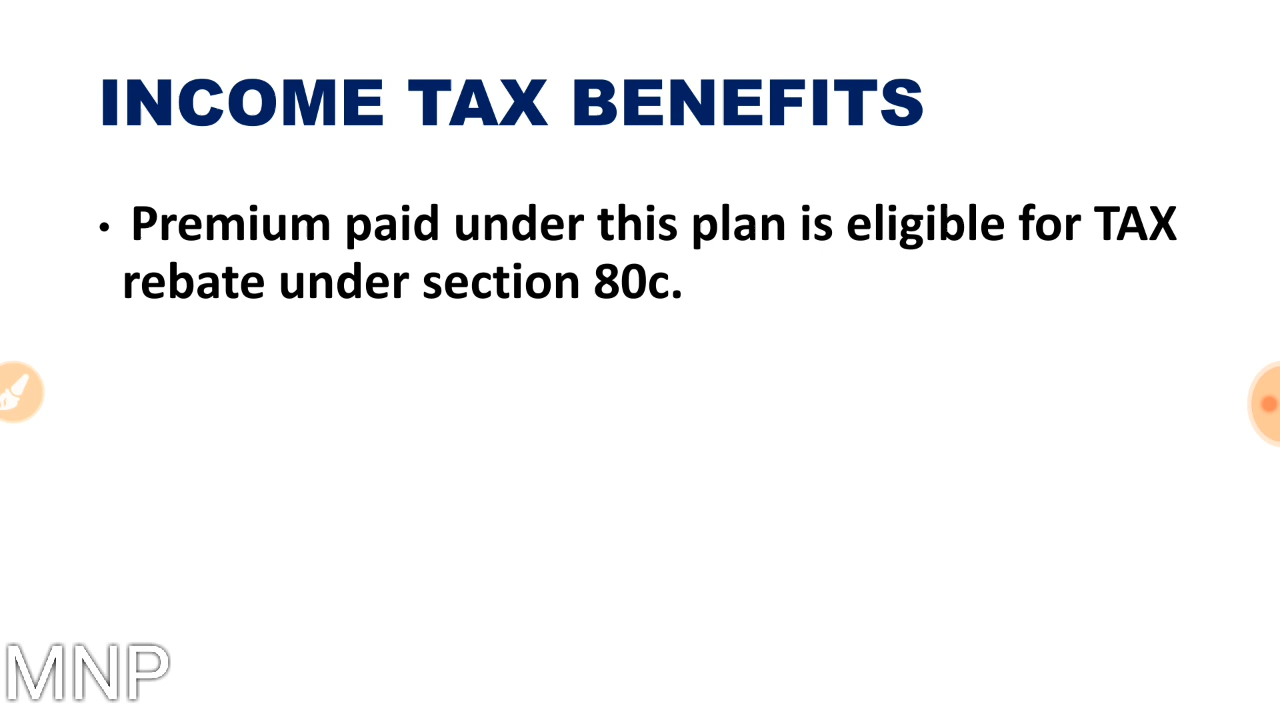 INCOME TAX BENEFITS
• Premium paid under this plan is eligible for TAX
rebate under section 80c.
MNP